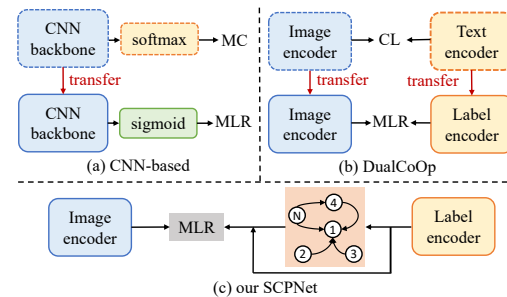 CNN
backbone
softmax
MC
transfer
CNN
backbone
sigmoid
MLR
(a) CNN-based
Image
encoder
CL
Text
encoder
transfer
transfer
Image
encoder
MLR
Label
encoder
(b) DualCoOp
Image
encoder
MLR
N
4
1
2
3
Label
encoder
(c) our SCPNet